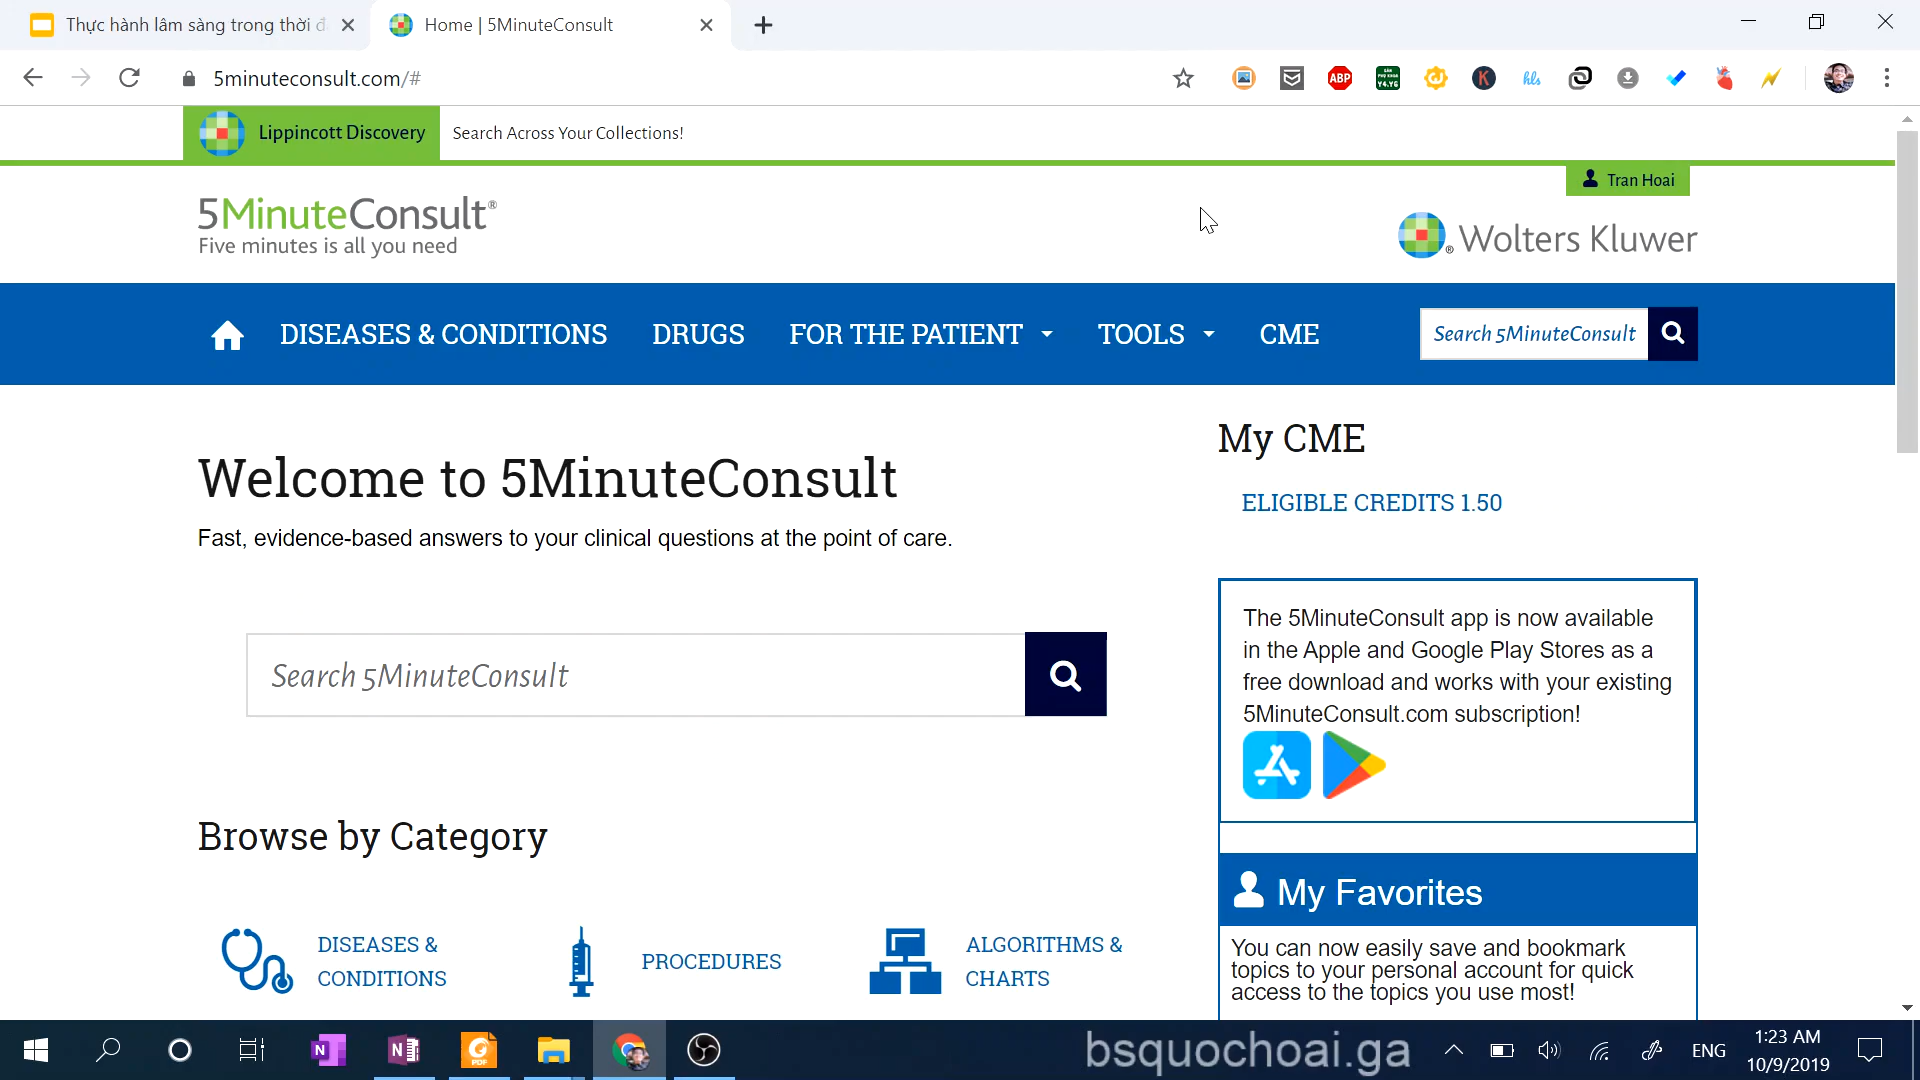 Thực hành lâm sàng trong thời đ
Home | 5MinuteConsult
5minuteconsult.com/#
ABP
Y4.Y6
K
hls
Lippincott Discovery
Search Across Your Collections!
Tran Hoai
5MinuteConsult®
Five minutes is all you need
Wolters Kluwer
DISEASES & CONDITIONS
DRUGS
FOR THE PATIENT
TOOLS
CME
Search 5MinuteConsult
Welcome to 5MinuteConsult
Fast, evidence-based answers to your clinical questions at the point of care.
Search 5MinuteConsult
Browse by Category
DISEASES &
CONDITIONS
PROCEDURES
ALGORITHMS &
CHARTS
My CME
ELIGIBLE CREDITS 1.50
The 5MinuteConsult app is now available
in the Apple and Google Play Stores as a
free download and works with your existing
5MinuteConsult.com subscription!
My Favorites
You can now easily save and bookmark
topics to your personal account for quick
access to the topics you use most!
N
N
PDF
bsquochoai.ga
ENG
1:23 AM
10/9/2019